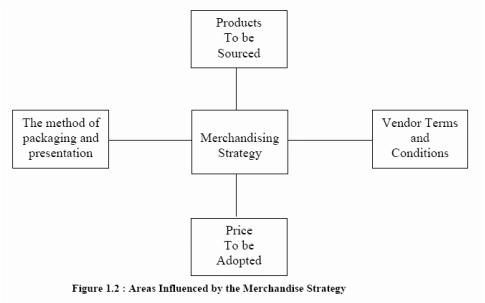 Products
To be
Sourced
The method of
packaging and
presentation
Merchandising
Strategy
Vendor Terms
and
Conditions
Price
To be
Adopted
Figure 1.2 : Areas Influenced by the Merchandise Strategy